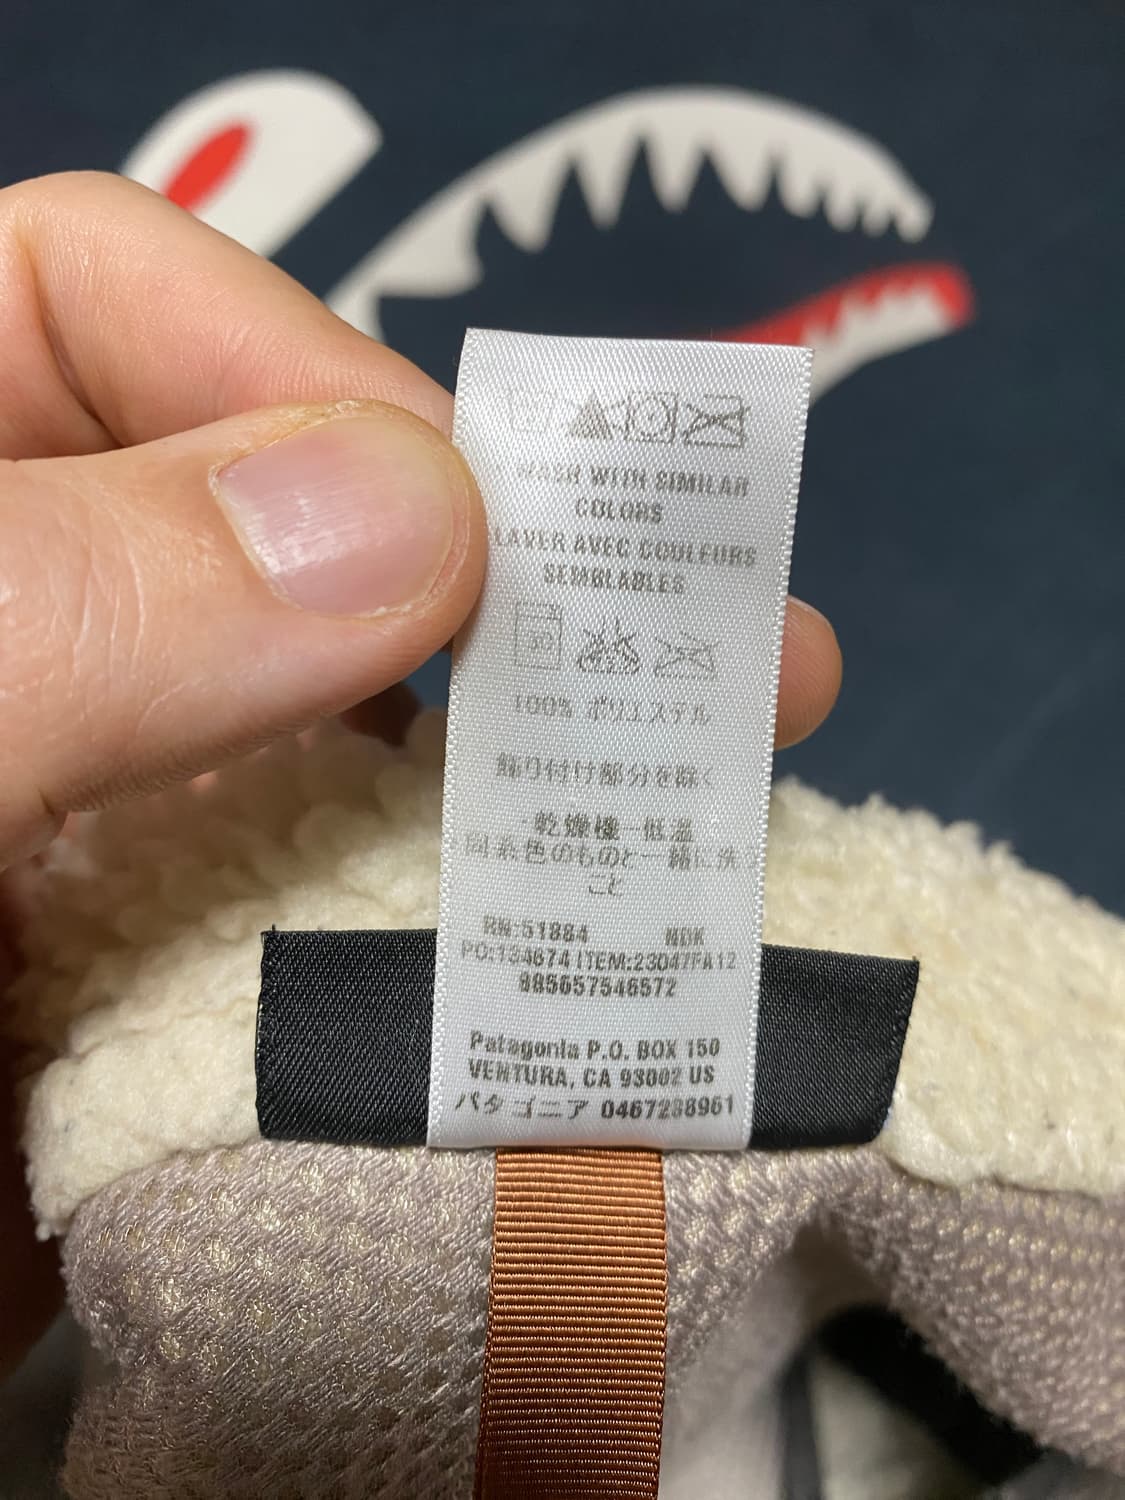 WASH WITH SIMILAR
COLORS
LAVER AVEC COULEURS
SEMBLABLES
100% ポリエステル
飾り付け部分を除く
・乾燥機－低温
同系色のものと一緒に洗う
こと
RN:51884 NDK
PO:134674 ITEM:23047FA12
885657546572
Patagonia P.O. BOX 150
VENTURA, CA 93002 US
パタゴニア 0467238961